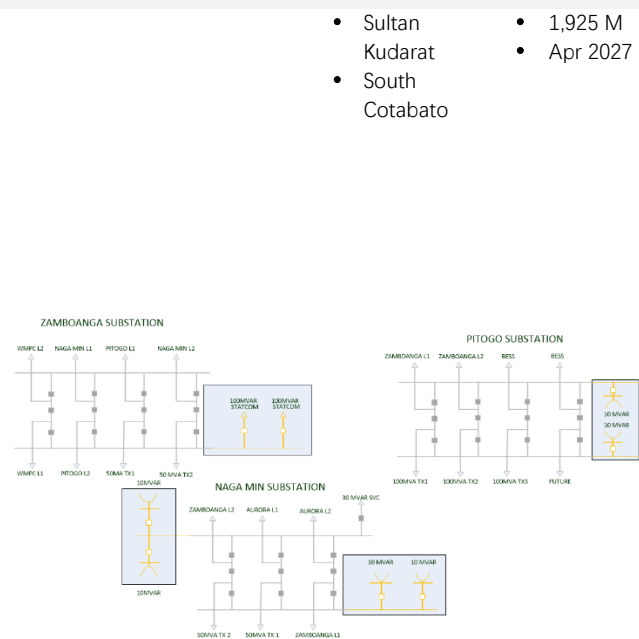 • Sultan
Kudarat
• South
Cotabato
• 1,925 M
• Apr 2027
ZAMBOANGA SUBSTATION
WMPC L2 NAGA MIN L1 PITOGO L1 NAGA MIN L2
100MVAR
STATCOM
100MVAR
STATCOM
WMPC L1 PITOGO L2 50MA TX1 50 MVA TX2
PITOGO SUBSTATION
ZAMBOANGA L1 ZAMBOANGA L2 BESS BESS
10 MVAR
10 MVAR
100MVA TX1 100MVA TX2 100MVA TX3 FUTURE
10MVAR
10MVAR
NAGA MIN SUBSTATION
30 MVAR SVC
ZAMBOANGA L2 AURORA L1 AURORA L2
10 MVAR 10 MVAR
50MVA TX 2 50MVA TX 1 ZAMBOANGA L1